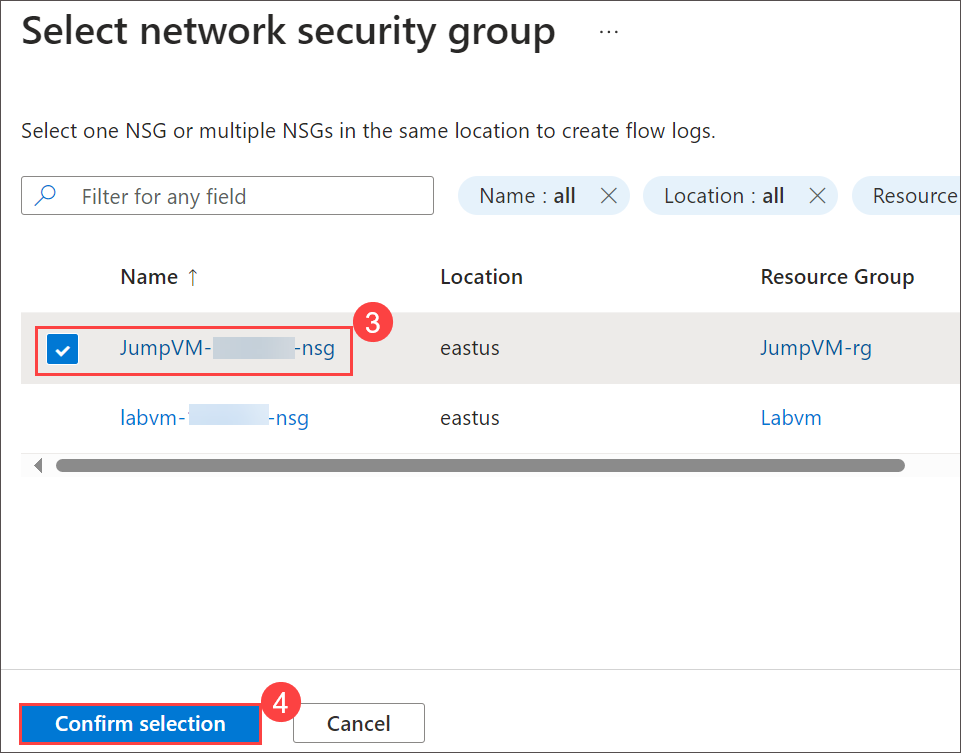 Select network security group ...
Select one NSG or multiple NSGs in the same location to create flow logs.
Filter for any field Name : all Location : all Resource
Name ↑ Location Resource Group
JumpVM- -nsg 3 eastus JumpVM-rg
labvm- -nsg eastus Labvm
4
Confirm selection Cancel